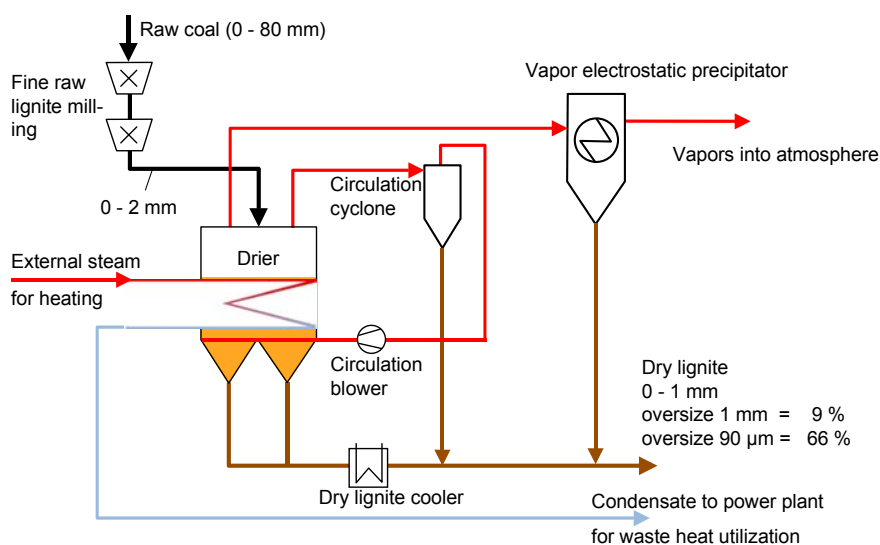 Raw coal (0 - 80 mm)
Fine raw
lignite mill-
ing
0 - 2 mm
Vapor electrostatic precipitator
Vapors into atmosphere
Circulation
cyclone
Drier
External steam
for heating
Circulation
blower
Dry lignite
0 - 1 mm
oversize 1 mm = 9 %
oversize 90 µm = 66 %
Dry lignite cooler
Condensate to power plant
for waste heat utilization